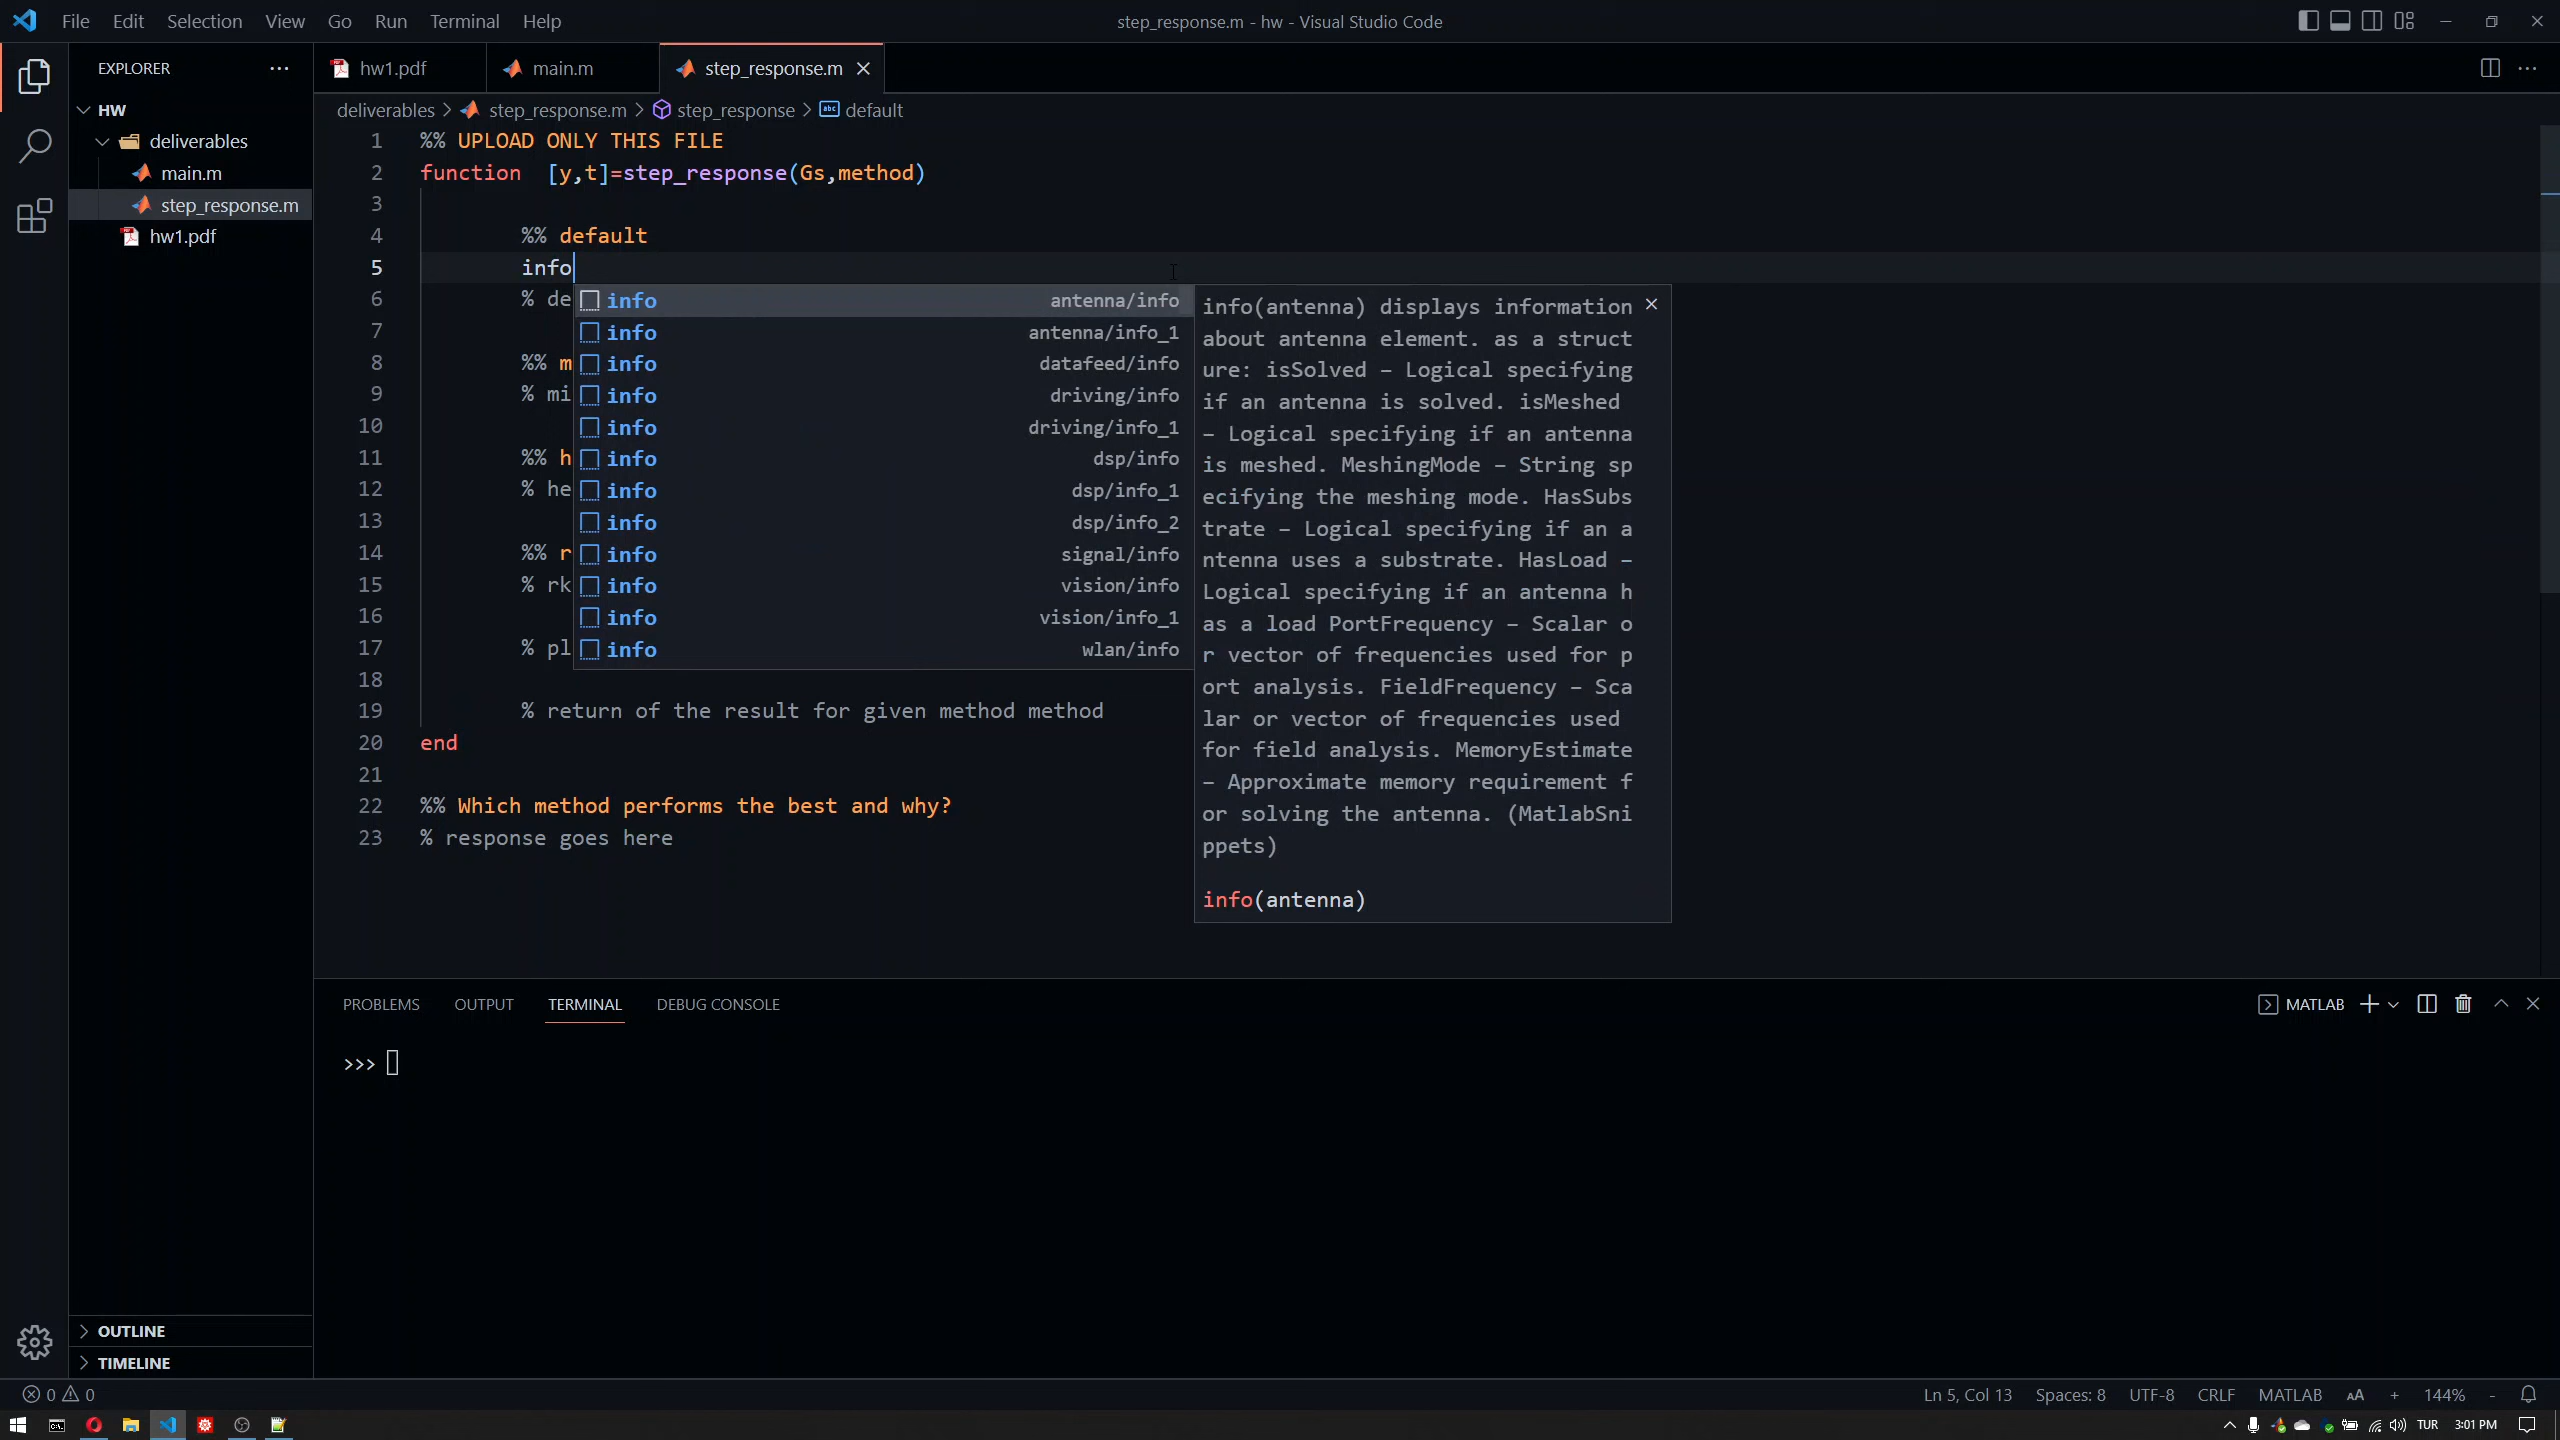 File Edit Selection View Go Run Terminal Help
step_response.m - hw - Visual Studio Code
EXPLORER
HW
deliverables
main.m
step_response.m
hw1.pdf
hw1.pdf
main.m
step_response.m
deliverables > step_response.m > step_response > default
1 %% UPLOAD ONLY THIS FILE
2 function  [y,t]=step_response(Gs,method)
3
4 %% default
5 info
6 % de
7
8 %% m
9 % mi
10
11 %% h
12 % he
13
14 %% r
15 % rk
16
17 % pl
18
19 % return of the result for given method method
20 end
21
22 %% Which method performs the best and why?
23 % response goes here
info antenna/info
info antenna/info_1
info datafeed/info
info driving/info
info driving/info_1
info dsp/info
info dsp/info_1
info dsp/info_2
info signal/info
info vision/info
info vision/info_1
info wlan/info
info(antenna) displays information
about antenna element. as a struct
ure: isSolved – Logical specifying
if an antenna is solved. isMeshed
– Logical specifying if an antenna
is meshed. MeshingMode – String sp
ecifying the meshing mode. HasSubs
trate – Logical specifying if an a
ntenna uses a substrate. HasLoad –
Logical specifying if an antenna h
as a load PortFrequency – Scalar o
r vector of frequencies used for p
ort analysis. FieldFrequency – Sca
lar or vector of frequencies used
for field analysis. MemoryEstimate
– Approximate memory requirement f
or solving the antenna. (MatlabSni
ppets)
info(antenna)
PROBLEMS OUTPUT TERMINAL DEBUG CONSOLE
MATLAB
>>>
OUTLINE
TIMELINE
0 0
Ln 5, Col 13 Spaces: 8 UTF-8 CRLF MATLAB AA + 144% -
TUR 3:01 PM